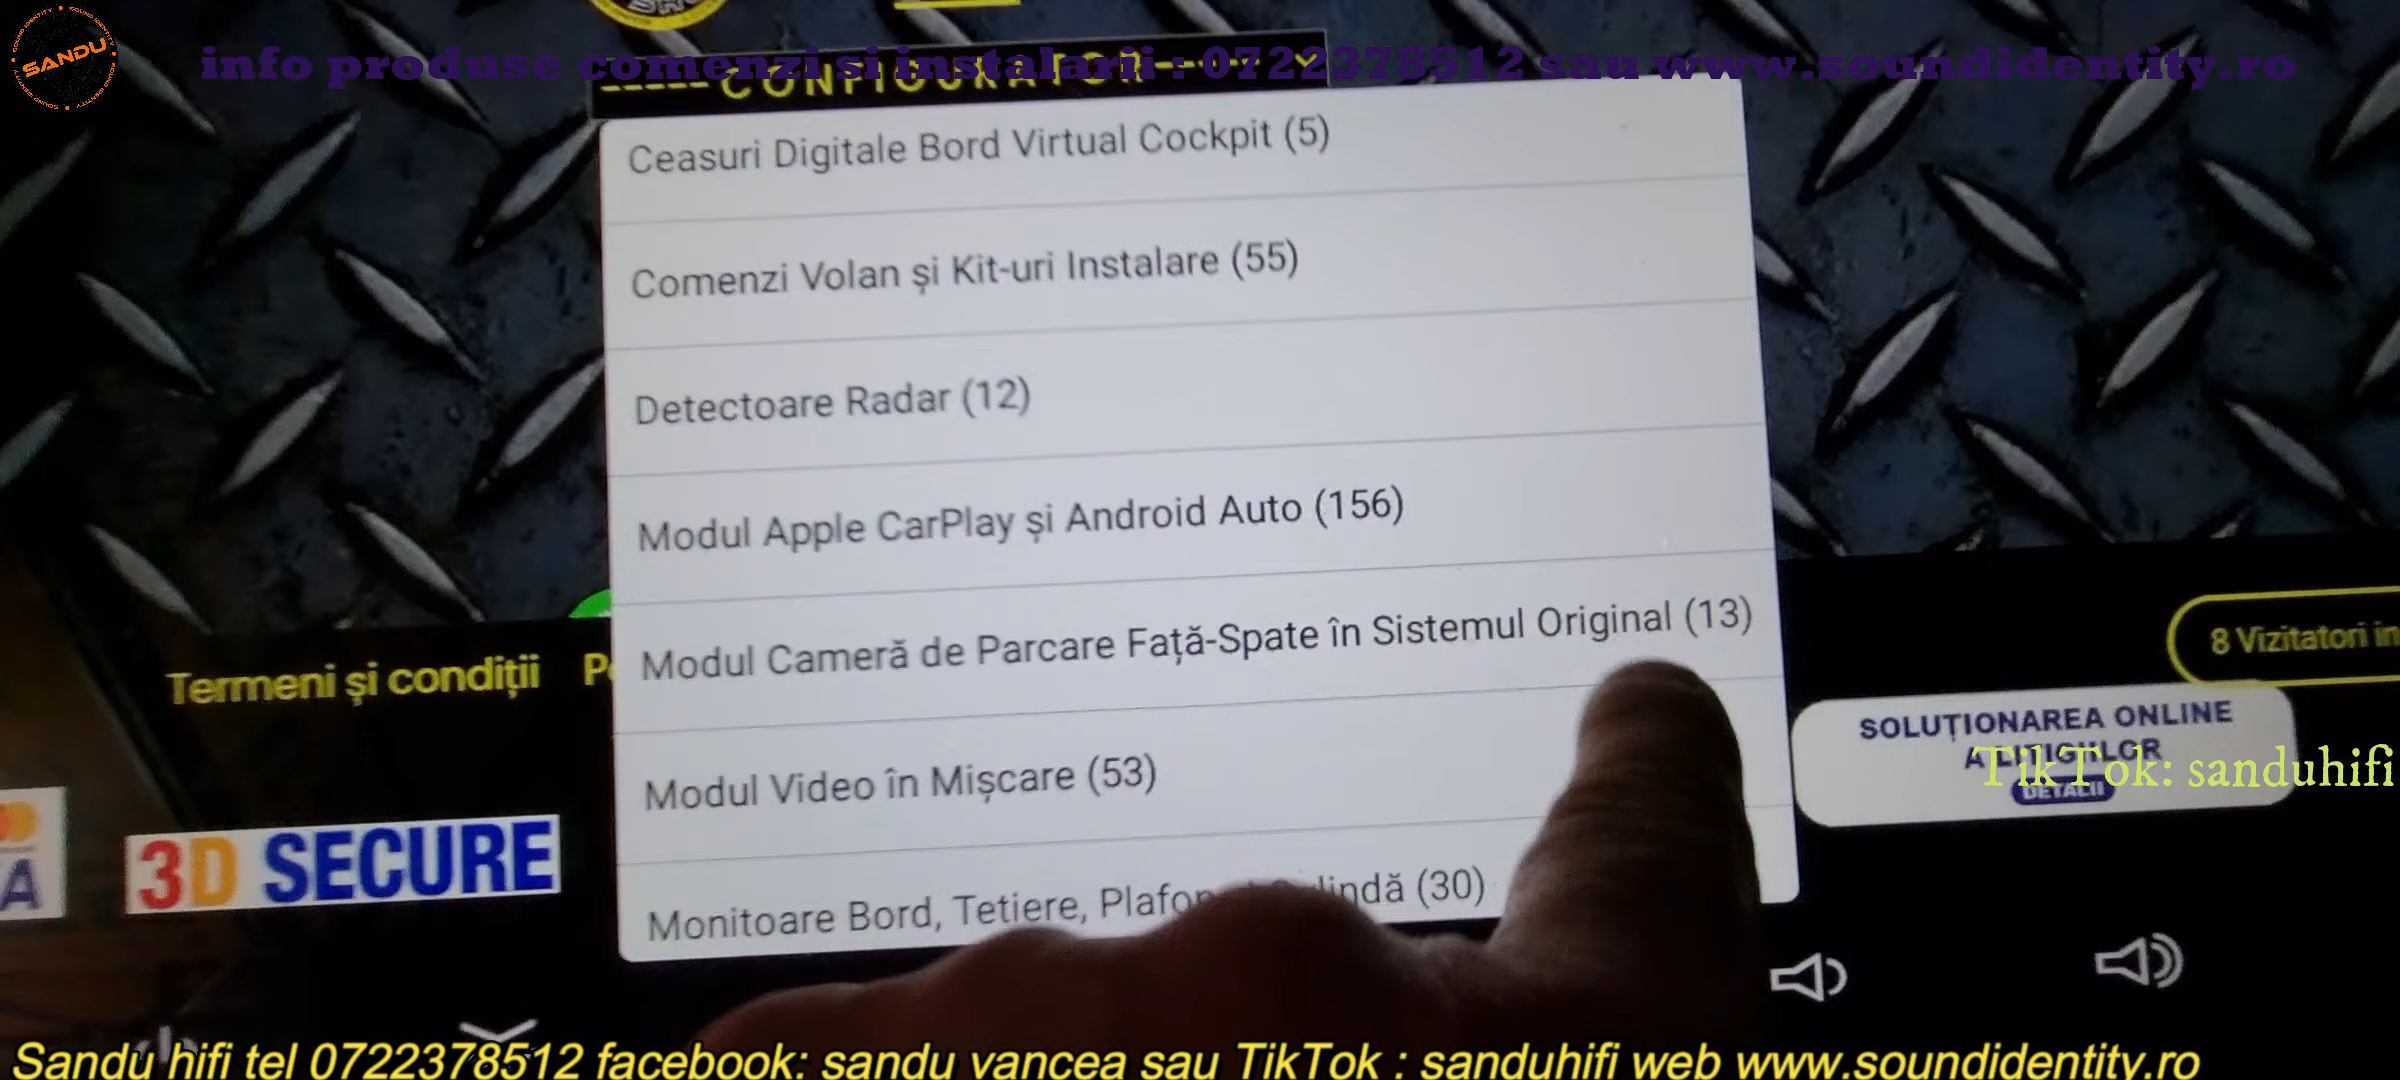 SANDU
info produse comenzi si instalarii : 0722378512 sau www.soundidentity.ro
----- CONFIGURATOR -----
Ceasuri Digitale Bord Virtual Cockpit (5)
Comenzi Volan și Kit-uri Instalare (55)
Detectoare Radar (12)
Modul Apple CarPlay și Android Auto (156)
Modul Cameră de Parcare Față-Spate în Sistemul Original (13)
Modul Video în Mișcare (53)
Monitoare Bord, Tetiere, (30)
Termeni și condiții
8 Vizitatori
SOLUȚIONAREA ONLINE
A LITIGIILOR
DETALII
TikTok: sanduhifi
3D SECURE
Sandu hifi tel 0722378512 facebook: sandu vancea sau TikTok : sanduhifi web www.soundidentity.ro